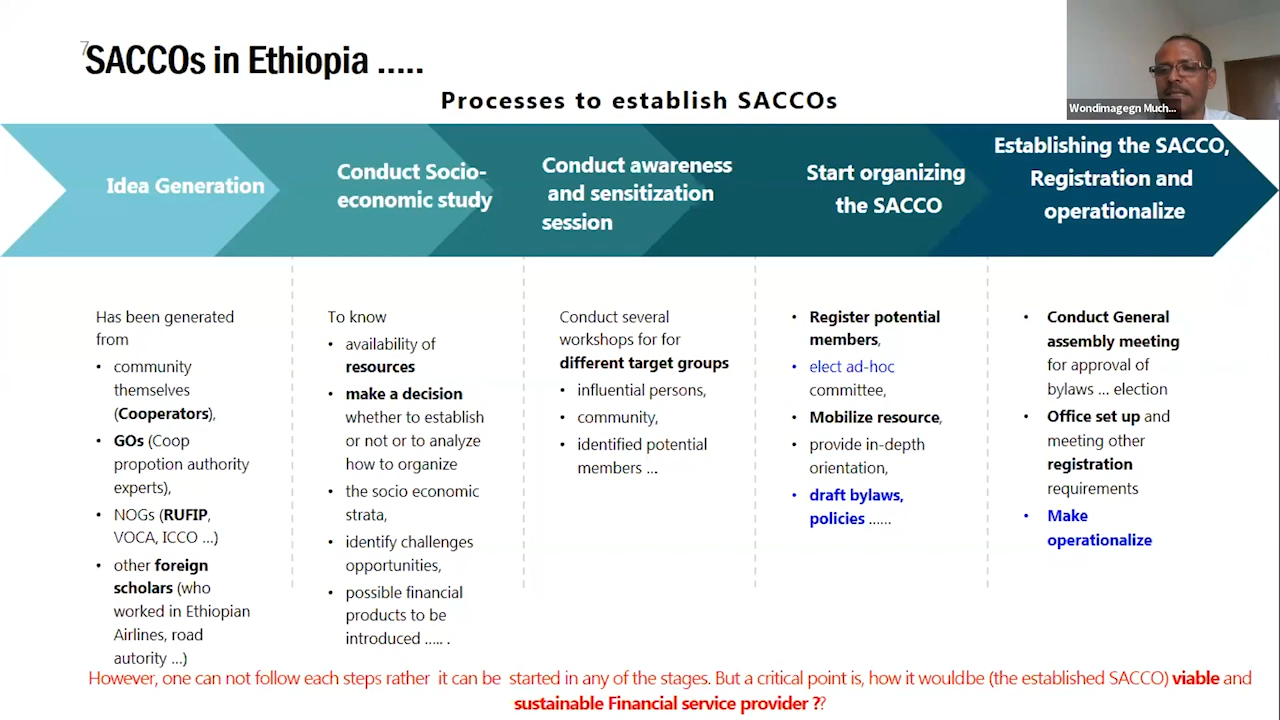 7
SACCOs in Ethiopia .....
Wondimagegn Much...
Processes to establish SACCOs
Idea Generation
Conduct Socio-
economic study
Conduct awareness
and sensitization
session
Start organizing
the SACCO
Establishing the SACCO,
Registration and
operationalize
Has been generated
from
• community
themselves
(Cooperators),
• GOs (Coop
propotion authority
experts),
• NOGs (RUFIP,
VOCA, ICCO ...)
• other foreign
scholars (who
worked in Ethiopian
Airlines, road
autority ...)
To know
• availability of
resources
• make a decision
whether to establish
or not or to analyze
how to organize
• the socio economic
strata,
• identify challenges
opportunities,
• possible financial
products to be
introduced ..... .
Conduct several
workshops for for
different target groups
• influential persons,
• community,
• identified potential
members ...
• Register potential
members,
• elect ad-hoc
committee,
• Mobilize resource,
• provide in-depth
orientation,
• draft bylaws,
policies ......
• Conduct General
assembly meeting
for approval of
bylaws ... election
• Office set up and
meeting other
registration
requirements
• Make
operationalize
However, one can not follow each steps rather it can be started in any of the stages. But a critical point is, how it wouldbe (the established SACCO) viable and
sustainable Financial service provider ??